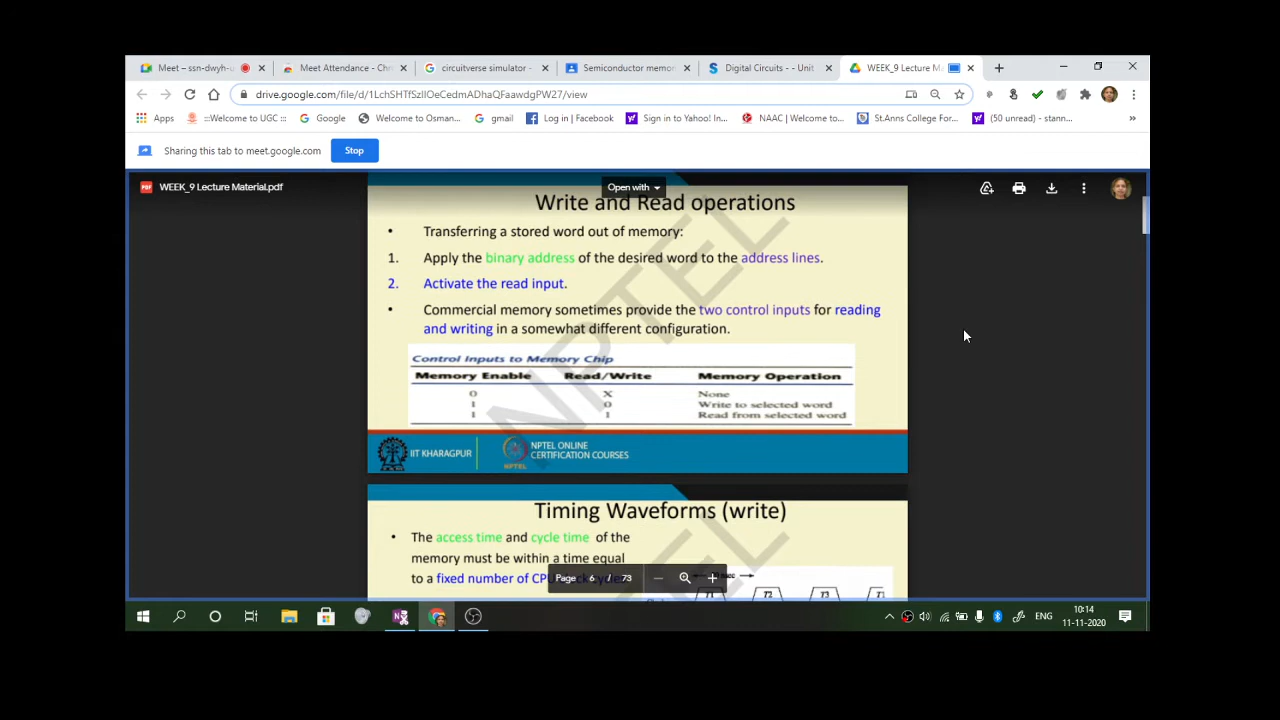 Meet – ssn-dwyh-u
Meet Attendance - Chr
circuitverse simulator -
Semiconductor memor
Digital Circuits - - Unit
WEEK_9 Lecture Ma
drive.google.com/file/d/1LchSHTfSzIIOeCedmADhaQFaawdgPW27/view
Apps
:::Welcome to UGC :::
Google
Welcome to Osman...
gmail
Log in | Facebook
Sign in to Yahoo! In...
NAAC | Welcome to...
St.Anns College For...
(50 unread) - stann...
Sharing this tab to meet.google.com
Stop
WEEK_9 Lecture Material.pdf
Open with
Write and Read operations
• Transferring a stored word out of memory:
1. Apply the binary address of the desired word to the address lines.
2. Activate the read input.
• Commercial memory sometimes provide the two control inputs for reading
and writing in a somewhat different configuration.
Control Inputs to Memory Chip
Memory Enable Read/Write Memory Operation
0 X None
1 0 Write to selected word
1 1 Read from selected word
NPTEL
IIT KHARAGPUR
NPTEL
NPTEL ONLINE
CERTIFICATION COURSES
Timing Waveforms (write)
• The access time and cycle time of the
memory must be within a time equal
to a fixed number of CPU
Page 6 / 73
T1 T2 T3
ENG
10:14
11-11-2020